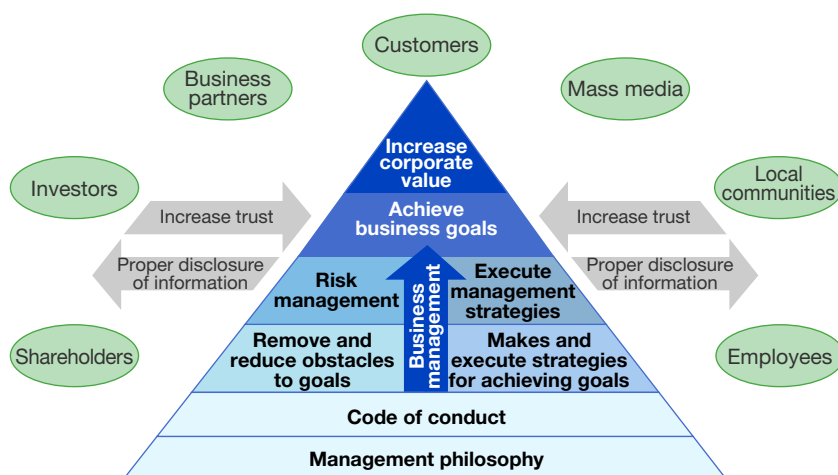 Customers
Business
partners
Mass media
Increase
corporate
value
Investors
Local
communities
Increase trust
Achieve
business goals
Increase trust
Proper disclosure
of information
Risk
management
Execute
management
strategies
Proper disclosure
of information
Business
management
Shareholders
Remove and
reduce obstacles
to goals
Makes and
execute strategies
for achieving goals
Employees
Code of conduct
Management philosophy